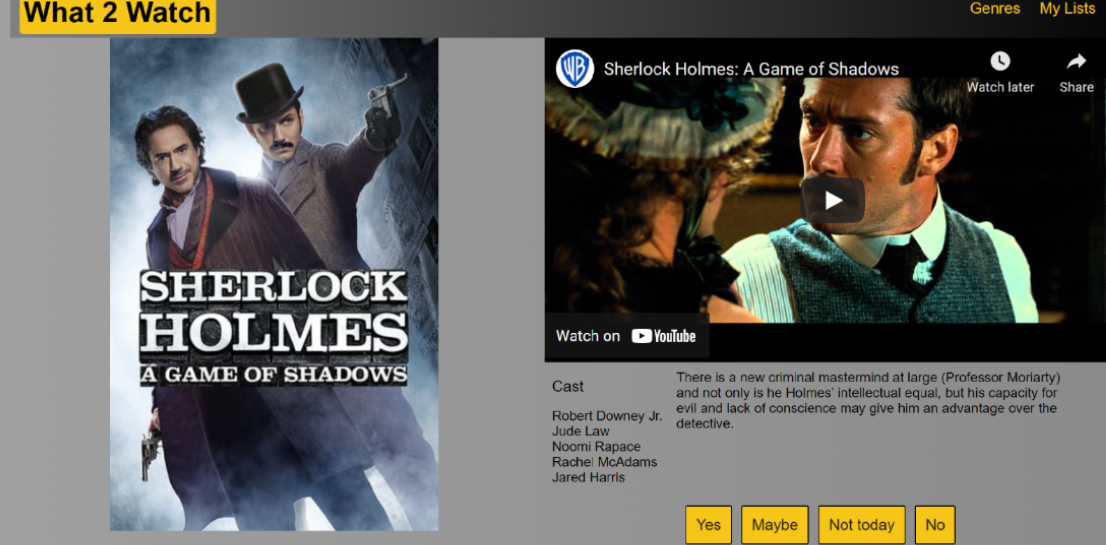 What 2 Watch
Genres My Lists
SHERLOCK
HOLMES
A GAME OF SHADOWS
WB
Sherlock Holmes: A Game of Shadows
Watch later
Share
Watch on YouTube
Cast
Robert Downey Jr.
Jude Law
Noomi Rapace
Rachel McAdams
Jared Harris
There is a new criminal mastermind at large (Professor Moriarty)
and not only is he Holmes’ intellectual equal, but his capacity for
evil and lack of conscience may give him an advantage over the
detective.
Yes Maybe Not today No